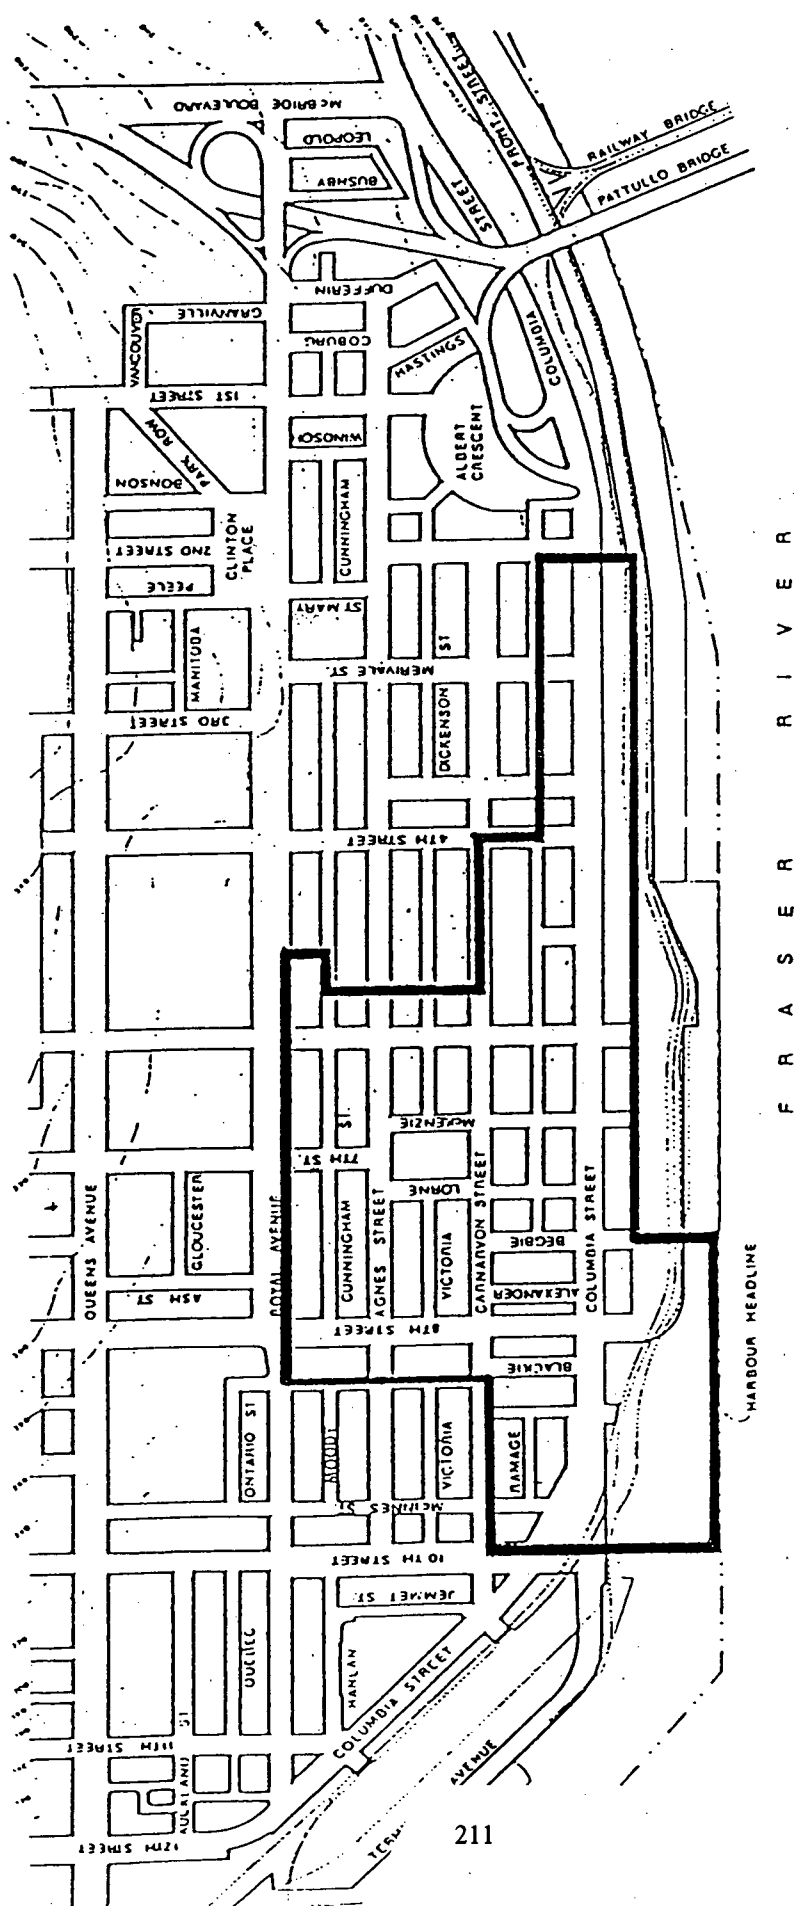 McBRIDE BOULEVARD
LEOPOLD
BUSHBY
STREET
FRONT STREET
RAILWAY BRIDGE
PATTULLO BRIDGE
DUFFERIN
GRANVILLE
VANCOUVER
COBURG
HASTINGS
COLUMBIA
1ST STREET
PARK ROW
BONSON
WINDSOR
ALBERT
CRESCENT
CUNNINGHAM
2ND STREET
CLINTON
PLACE
PEELE
ST MARY
MANITOBA
MERIVALE ST.
ST
DICKENSON
3RD STREET
4TH STREET
FRASER RIVER
McKENZIE
ST.
7TH ST.
LORNE
QUEENS AVENUE
GLOUCESTER
ROYAL AVENUE
CUNNINGHAM
AGNES STREET
VICTORIA
CARNARVON STREET
BEGBIE
COLUMBIA STREET
ASH ST
ALEXANDER
8TH STREET
BLACKIE
HARBOUR HEADLINE
ONTARIO ST
MOODY
VICTORIA
RAMAGE
McINNES ST.
10TH STREET
JEMMET ST.
QUEBEC
HANLAN
COLUMBIA STREET
ST
11TH STREET
AUCKLAND
AVENUE
12TH STREET
211